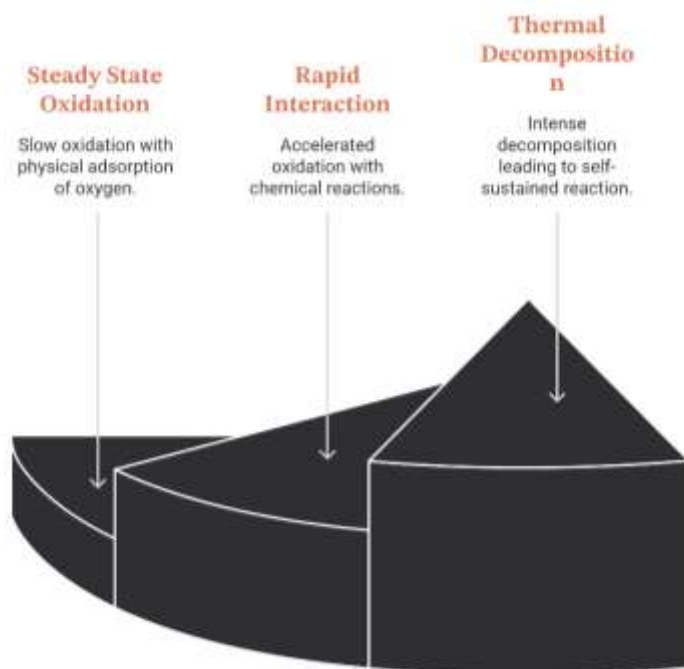 Steady State
Oxidation
Slow oxidation with
physical adsorption
of oxygen.
Rapid
Interaction
Accelerated
oxidation with
chemical reactions.
Thermal
Decompositio
n
Intense
decomposition
leading to self-
sustained reaction.